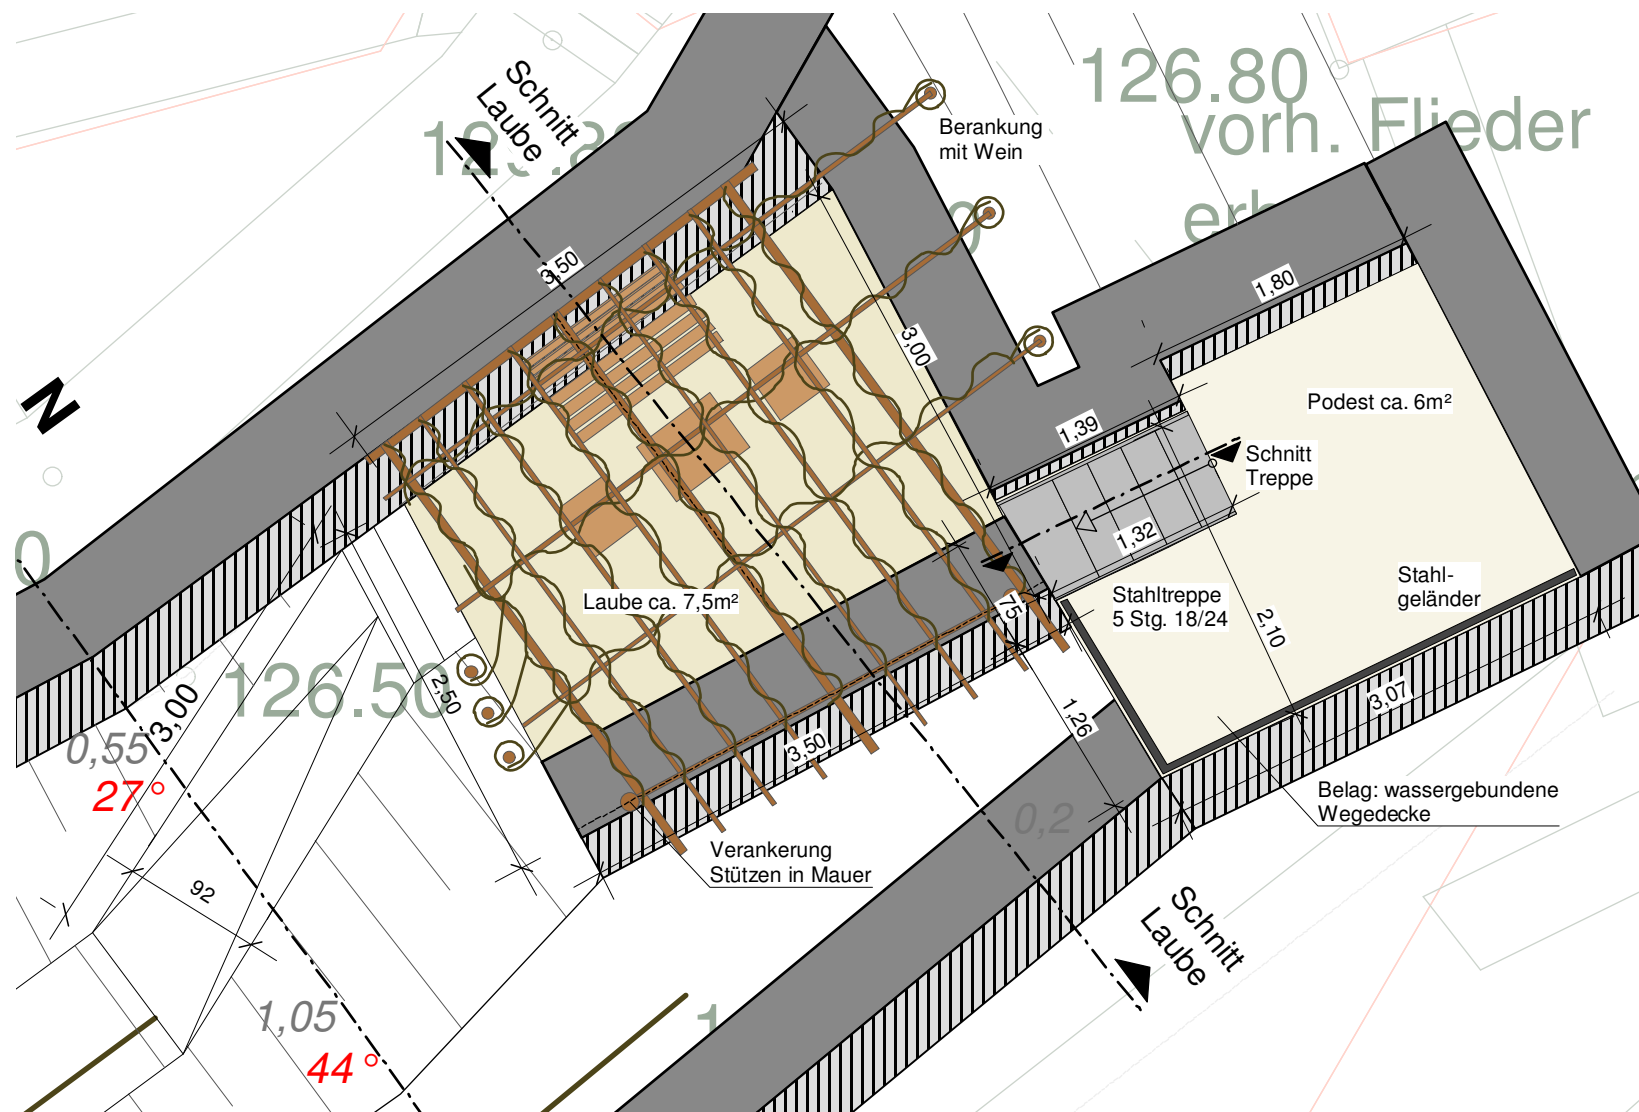 Schnitt
Laube
126.80
vorh. Flieder
Berankung
mit Wein
3,50
1,80
3,00
N
Podest ca. 6m²
1,39
Schnitt
Treppe
1,32
Laube ca. 7,5m²
75
Stahltreppe
5 Stg. 18/24
Stahl-
geländer
2,10
126.50
2,50
3,00
0,55
27°
3,50
1,26
3,07
0,2
Belag: wassergebundene
Wegedecke
Verankerung
Stützen in Mauer
92
Schnitt
Laube
1,05
44°